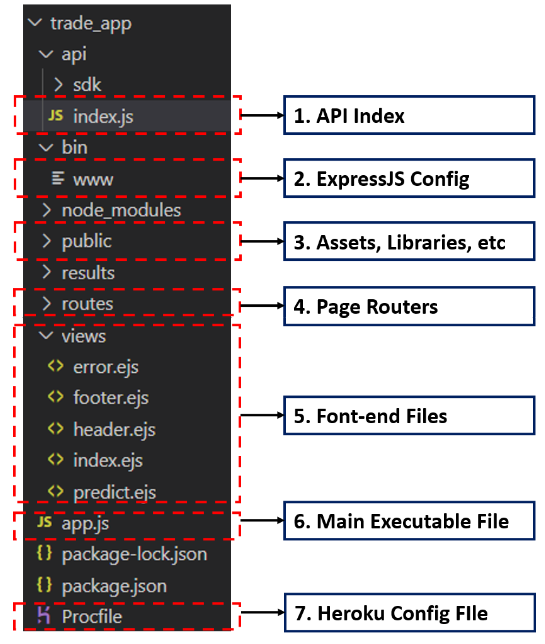 trade_app
api
sdk
JS index.js
1. API Index
bin
www
2. ExpressJS Config
node_modules
public
3. Assets, Libraries, etc
results
routes
4. Page Routers
views
error.ejs
footer.ejs
5. Font-end Files
header.ejs
index.ejs
predict.ejs
JS app.js
6. Main Executable File
package-lock.json
package.json
Procfile
7. Heroku Config FIle